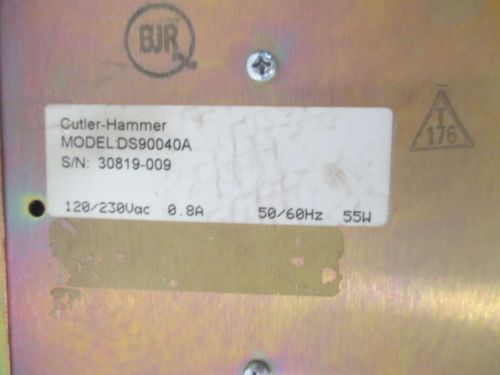 BJR
Cutler-Hammer
MODEL:DS90040A
S/N: 30819-009
120/230Vac 0.8A 50/60Hz 55W
T
176